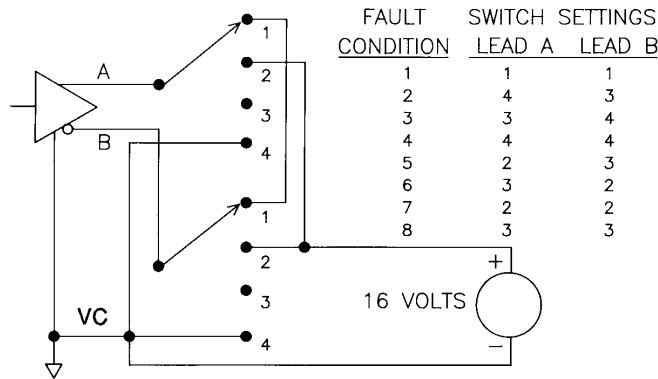 FAULT SWITCH SETTINGS
CONDITION LEAD A LEAD B
1 1 1
2 4 3
3 3 4
4 4 4
5 2 3
6 3 2
7 2 2
8 3 3
A
B
1
2
3
4
1
2
3
4
VC
16 VOLTS
+
−